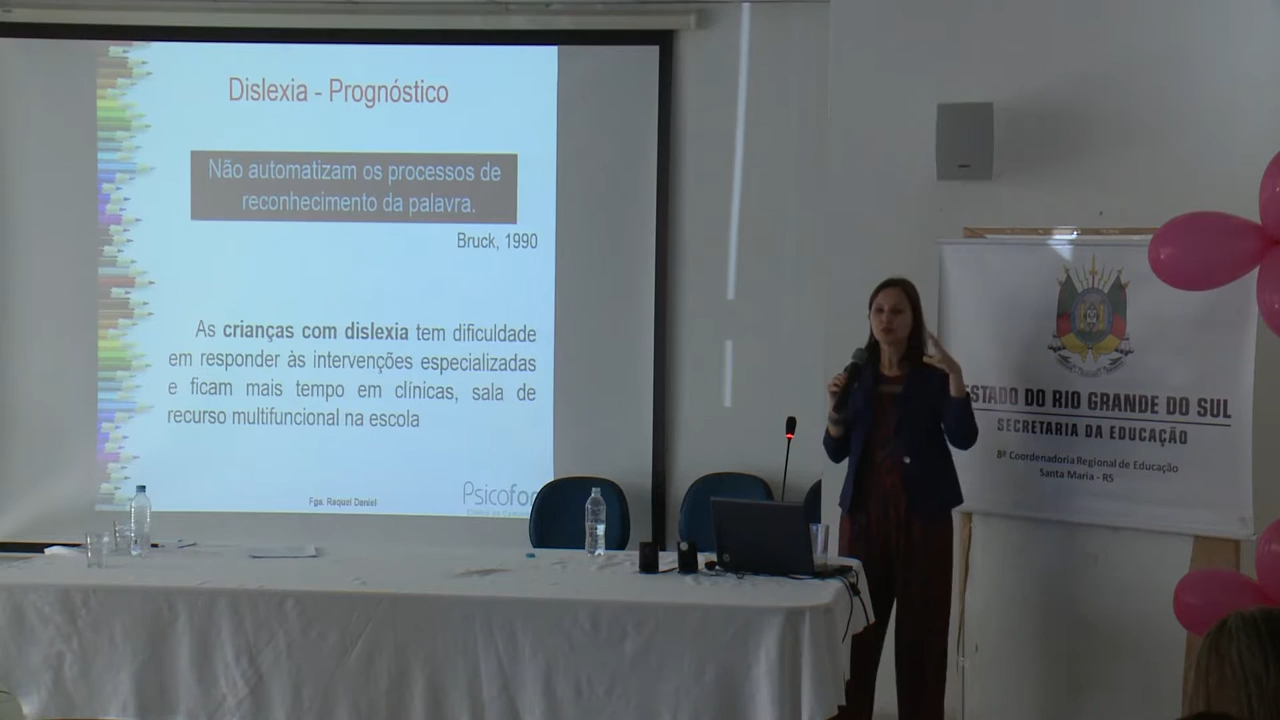 Dislexia - Prognóstico
Não automatizam os processos de
reconhecimento da palavra.
Bruck, 1990
As crianças com dislexia tem dificuldade
em responder às intervenções especializadas
e ficam mais tempo em clínicas, sala de
recurso multifuncional na escola
Fga. Raquel Daniel
Psicofon
ESTADO DO RIO GRANDE DO SUL
SECRETARIA DA EDUCAÇÃO
8ª Coordenadoria Regional de Educação
Santa Maria - RS